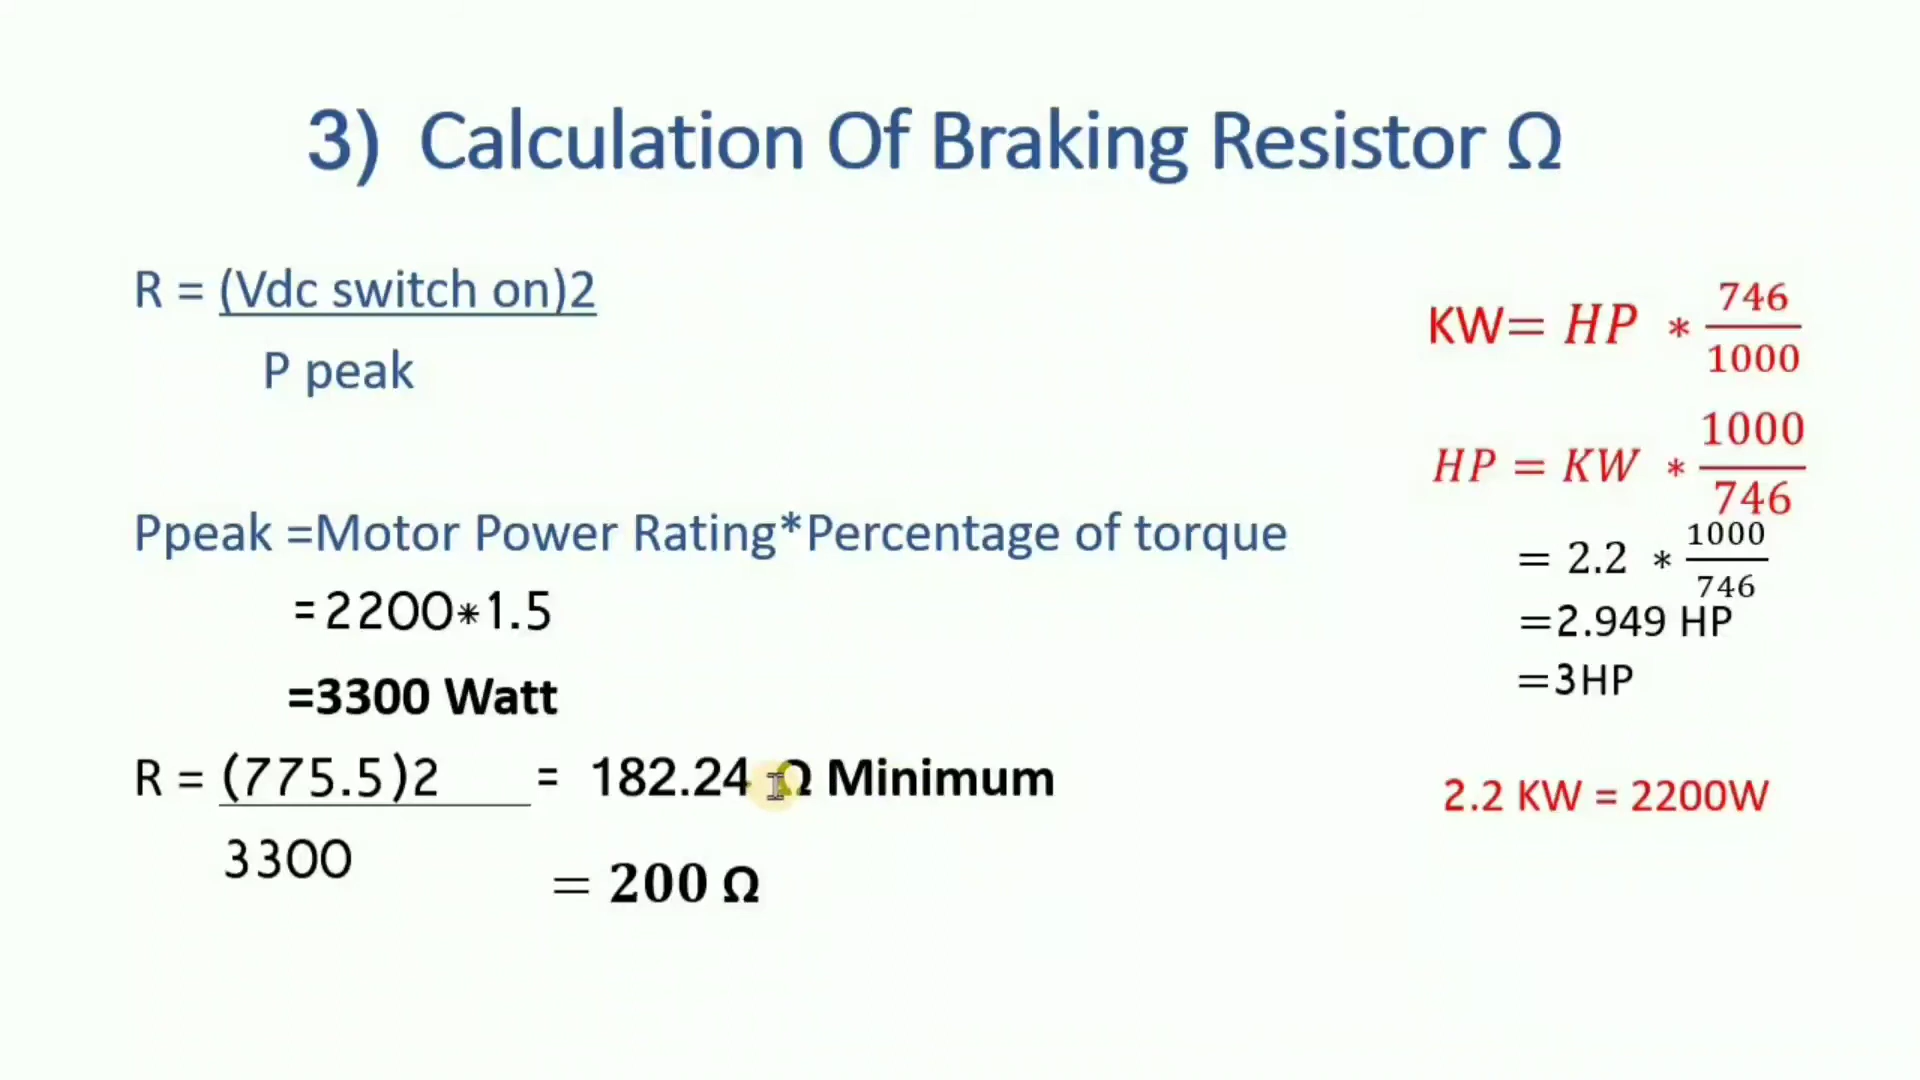 3) Calculation Of Braking Resistor Ω
R = (Vdc switch on)2
P peak
Ppeak =Motor Power Rating*Percentage of torque
=2200*1.5
=3300 Watt
R = (775.5)2 = 182.24 Ω Minimum
3300
= 200 Ω
KW= HP * 746
1000
HP = KW * 1000
746
= 2.2 * 1000
746
=2.949 HP
=3HP
2.2 KW = 2200W